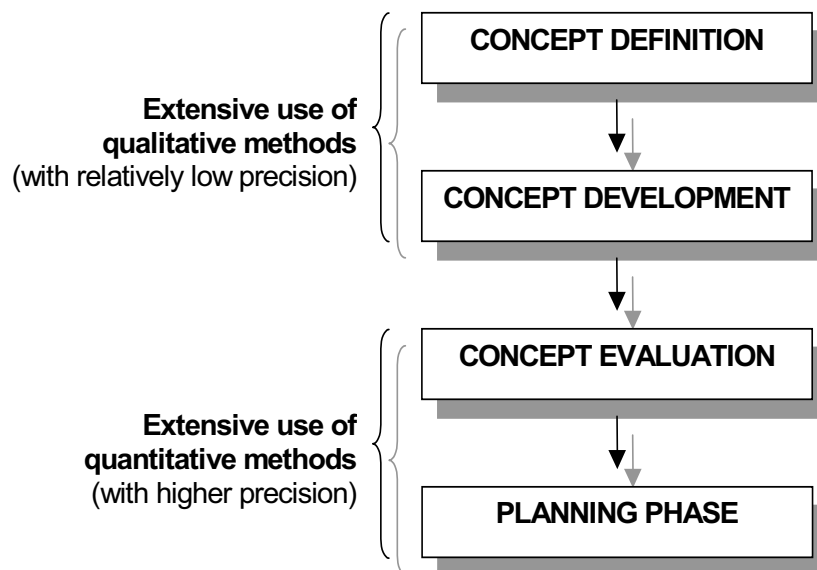 CONCEPT DEFINITION
Extensive use of
qualitative methods
(with relatively low precision)
CONCEPT DEVELOPMENT
CONCEPT EVALUATION
Extensive use of
quantitative methods
(with higher precision)
PLANNING PHASE